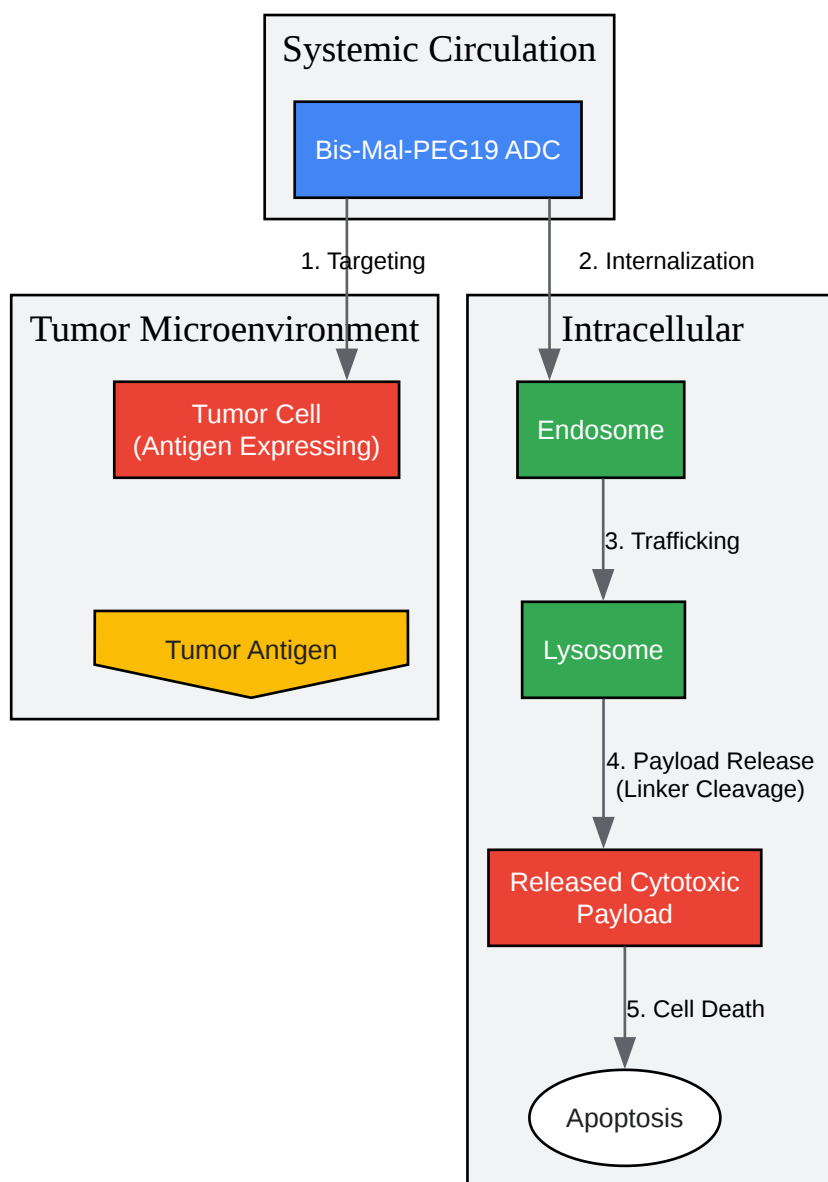 Systemic Circulation
Bis-Mal-PEG19 ADC
1. Targeting
2. Internalization
Tumor Microenvironment
Tumor Cell
(Antigen Expressing)
Tumor Antigen
Intracellular
Endosome
3. Trafficking
Lysosome
4. Payload Release
(Linker Cleavage)
Released Cytotoxic
Payload
5. Cell Death
Apoptosis